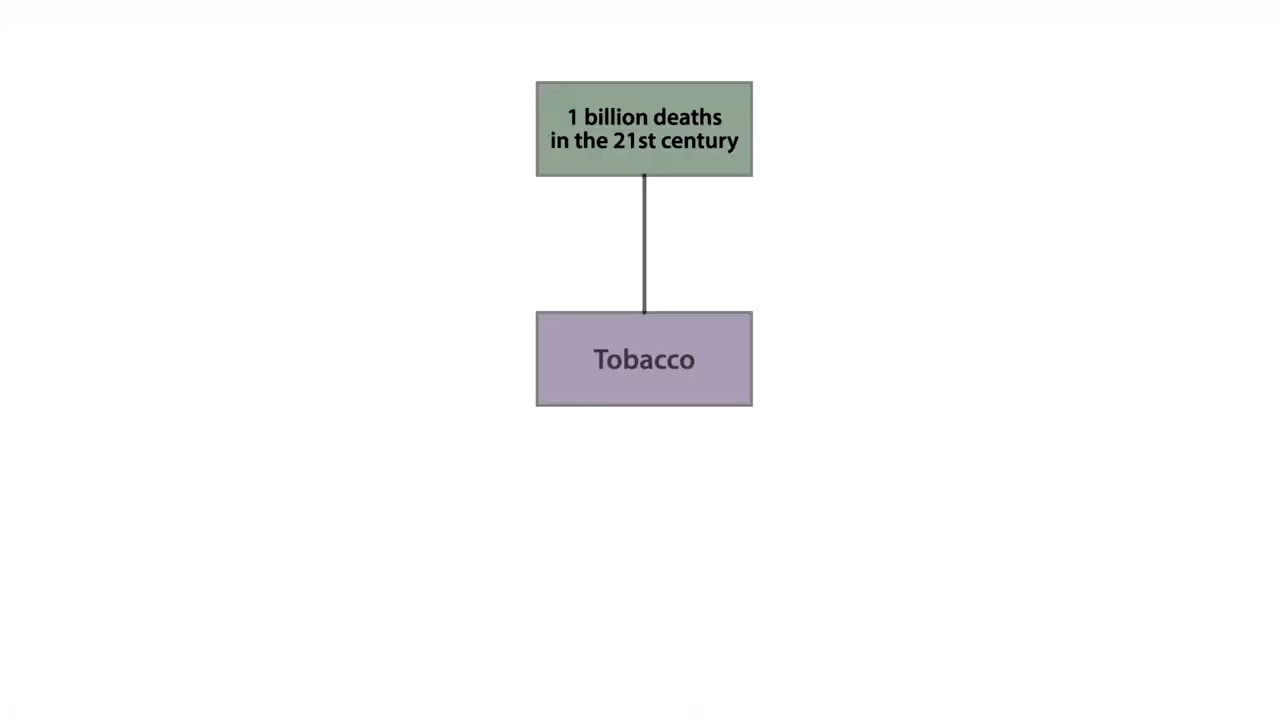 1 billion deaths
in the 21st century
Tobacco